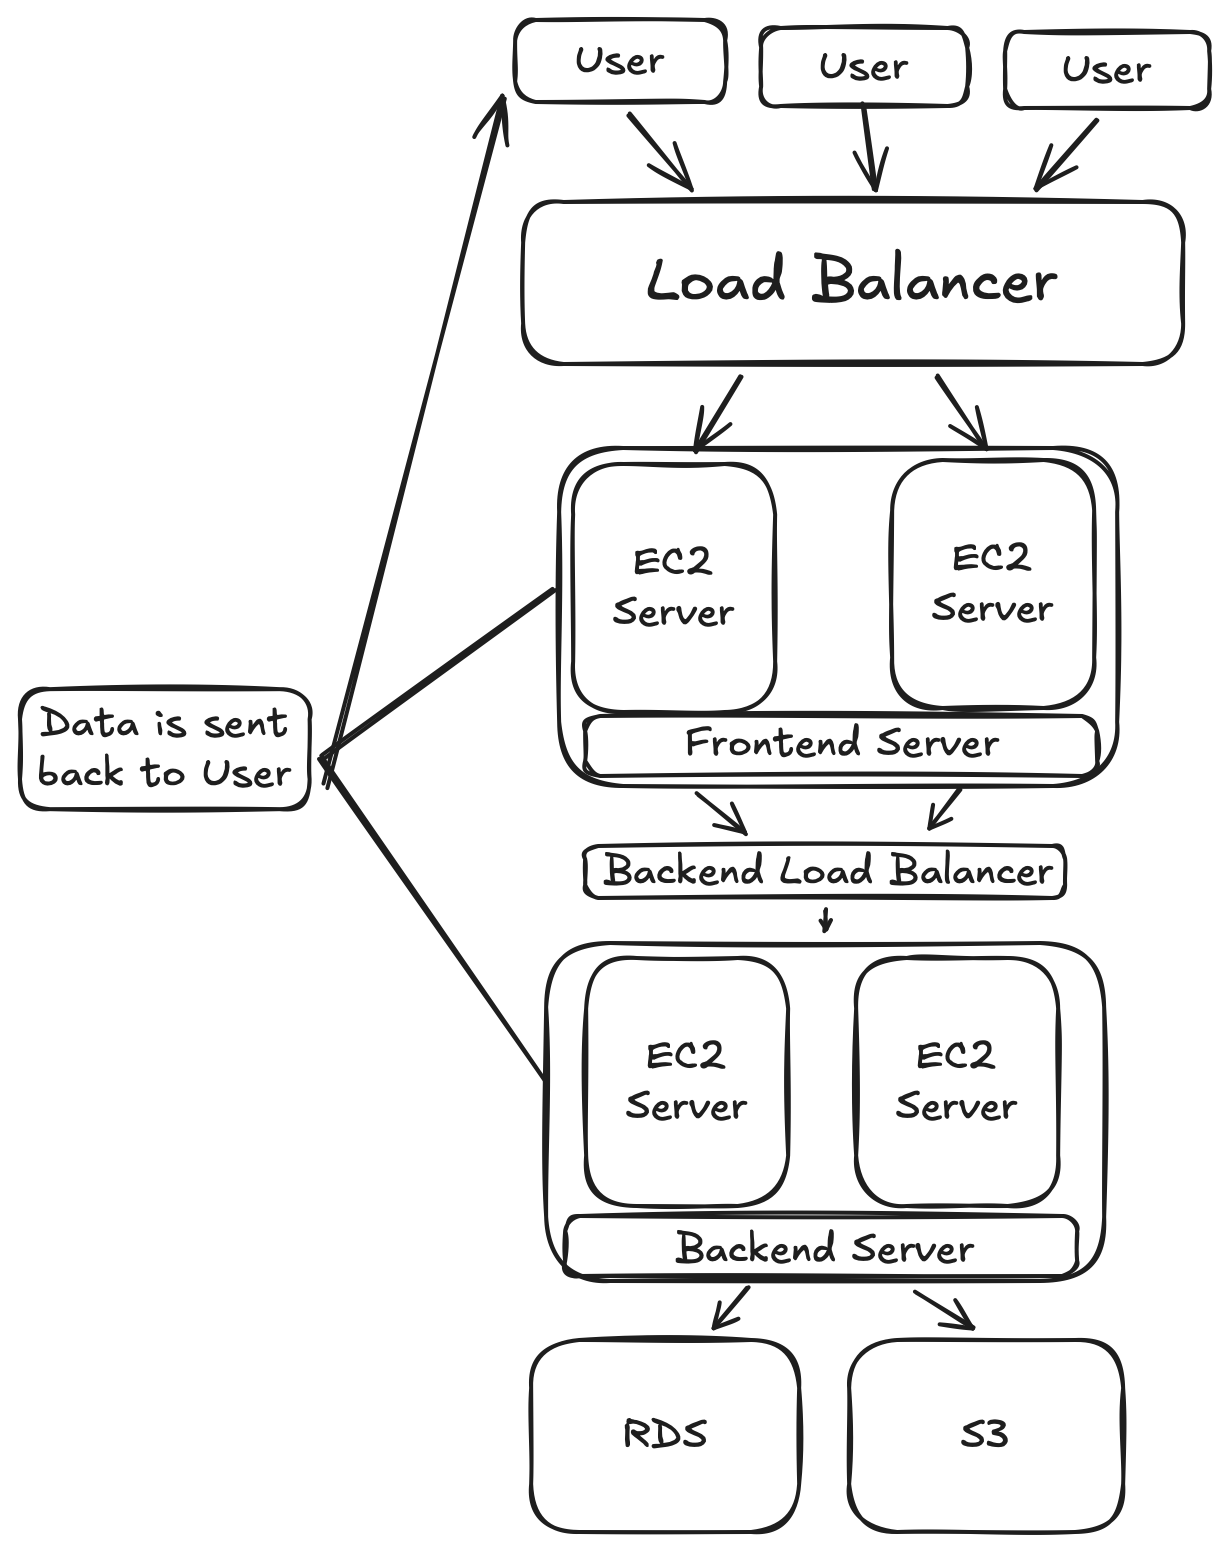 User
User
User
Load Balancer
EC2
Server
EC2
Server
Frontend Server
Data is sent
back to User
Backend Load Balancer
EC2
Server
EC2
Server
Backend Server
RDS
S3